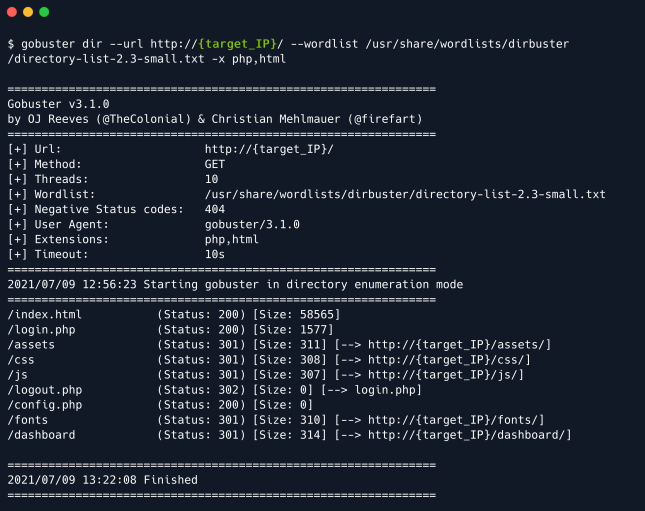 $ gobuster dir --url http://{target_IP}/ --wordlist /usr/share/wordlists/dirbuster
/directory-list-2.3-small.txt -x php,html
===============================================================
Gobuster v3.1.0
by OJ Reeves (@TheColonial) & Christian Mehlmauer (@firefart)
===============================================================
[+] Url:                     http://{target_IP}/
[+] Method:                  GET
[+] Threads:                 10
[+] Wordlist:                /usr/share/wordlists/dirbuster/directory-list-2.3-small.txt
[+] Negative Status codes:   404
[+] User Agent:              gobuster/3.1.0
[+] Extensions:              php,html
[+] Timeout:                 10s
===============================================================
2021/07/09 12:56:23 Starting gobuster in directory enumeration mode
===============================================================
/index.html           (Status: 200) [Size: 58565]
/login.php            (Status: 200) [Size: 1577]
/assets               (Status: 301) [Size: 311] [--> http://{target_IP}/assets/]
/css                  (Status: 301) [Size: 308] [--> http://{target_IP}/css/]
/js                   (Status: 301) [Size: 307] [--> http://{target_IP}/js/]
/logout.php           (Status: 302) [Size: 0] [--> login.php]
/config.php           (Status: 200) [Size: 0]
/fonts                (Status: 301) [Size: 310] [--> http://{target_IP}/fonts/]
/dashboard            (Status: 301) [Size: 314] [--> http://{target_IP}/dashboard/]
===============================================================
2021/07/09 13:22:08 Finished
===============================================================